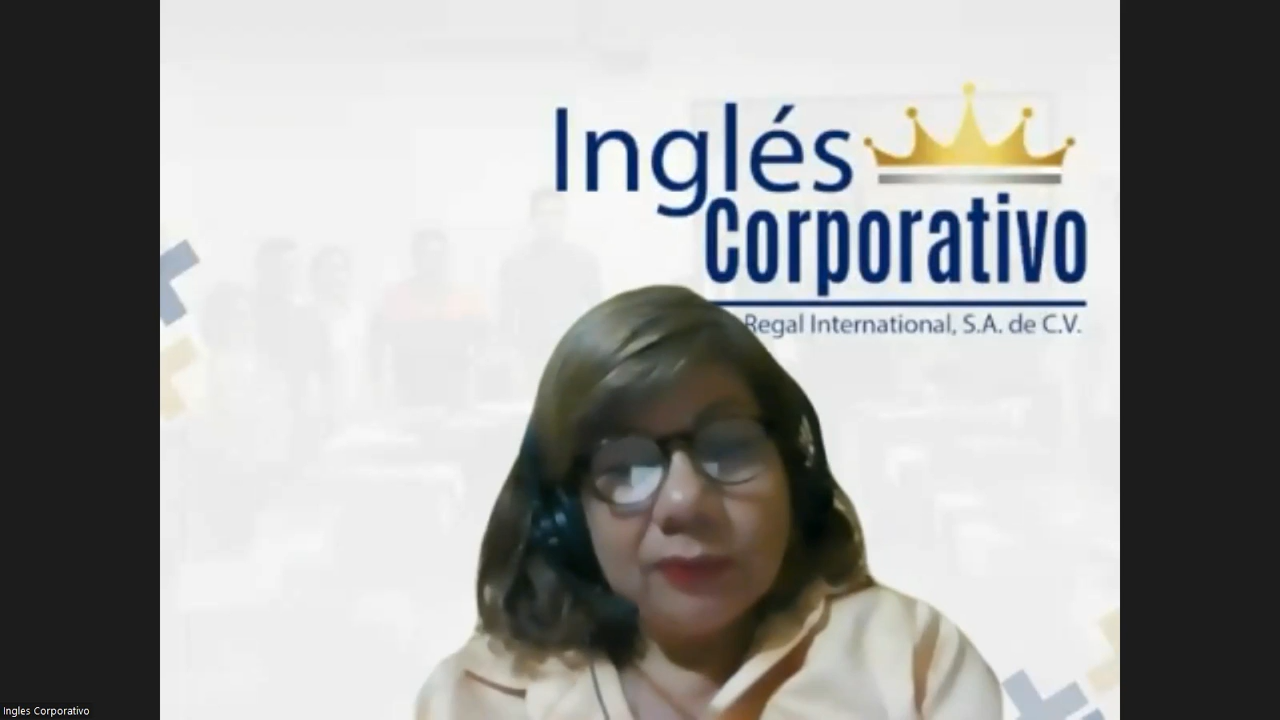 Inglés
Corporativo
Regal International, S.A. de C.V.
Ingles Corporativo